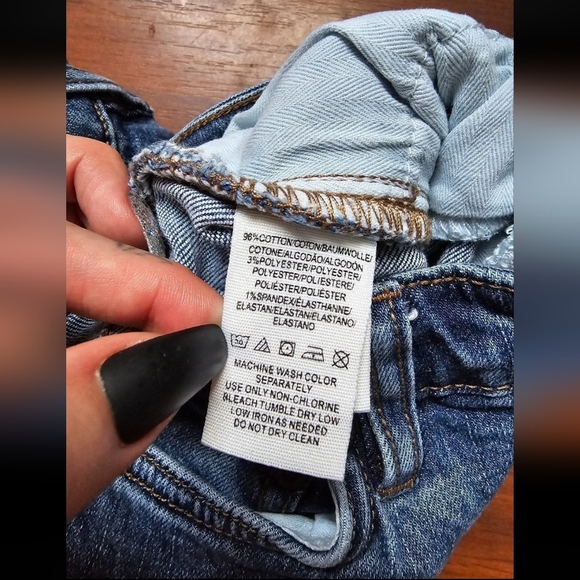 96%COTTON/COTON/BAUMWOLLE/
COTONE/ALGODÃO/ALGODÓN
3%POLYESTER/POLYESTER/
POLYESTER/POLIESTERE/
POLIÉSTER/POLIÉSTER
1%SPANDEX/ÉLASTHANNE/
ELASTAN/ELASTAN/ELASTANO/
ELASTANO
MACHINE WASH COLOR
SEPARATELY
USE ONLY NON-CHLORINE
BLEACH TUMBLE DRY LOW
LOW IRON AS NEEDED
DO NOT DRY CLEAN